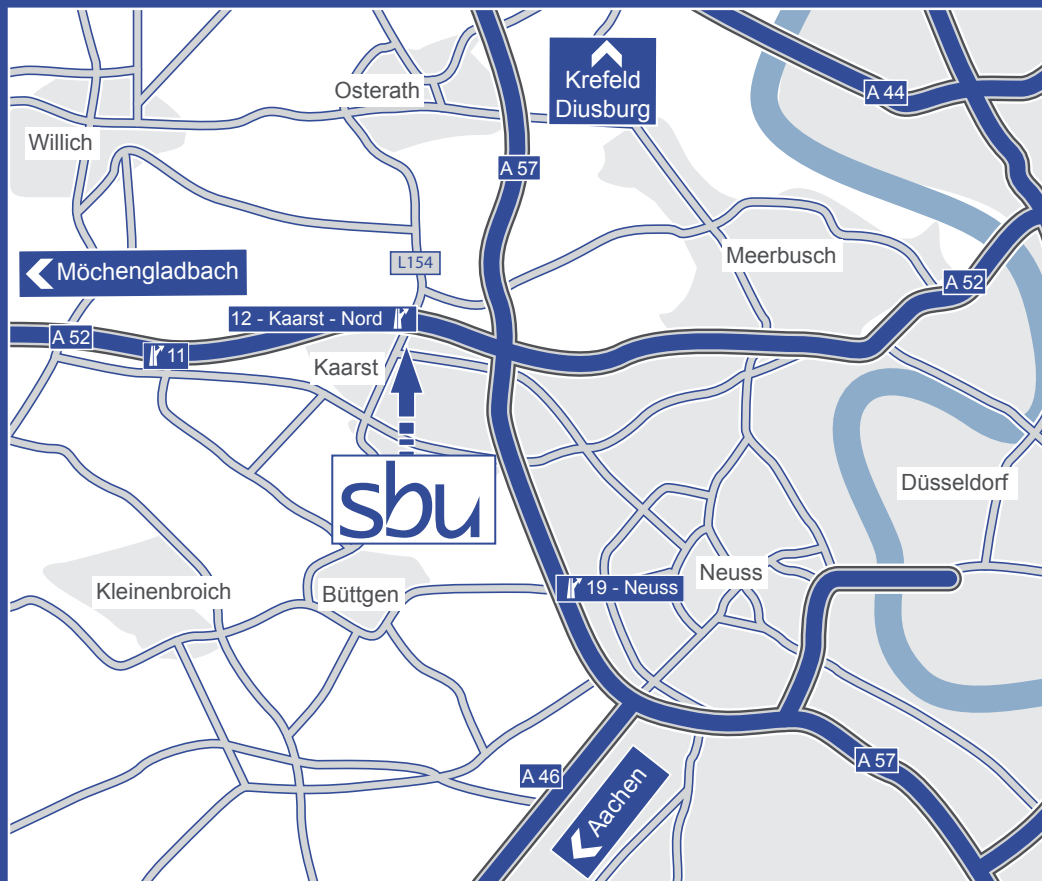 Osterath
Krefeld
Diusburg
A 44
Willich
A 57
Meerbusch
L154
Möchengladbach
A 52
12 - Kaarst - Nord
A 52
11
Kaarst
sbu
Düsseldorf
19 - Neuss
Neuss
Kleinenbroich
Büttgen
A 57
A 46
Aachen